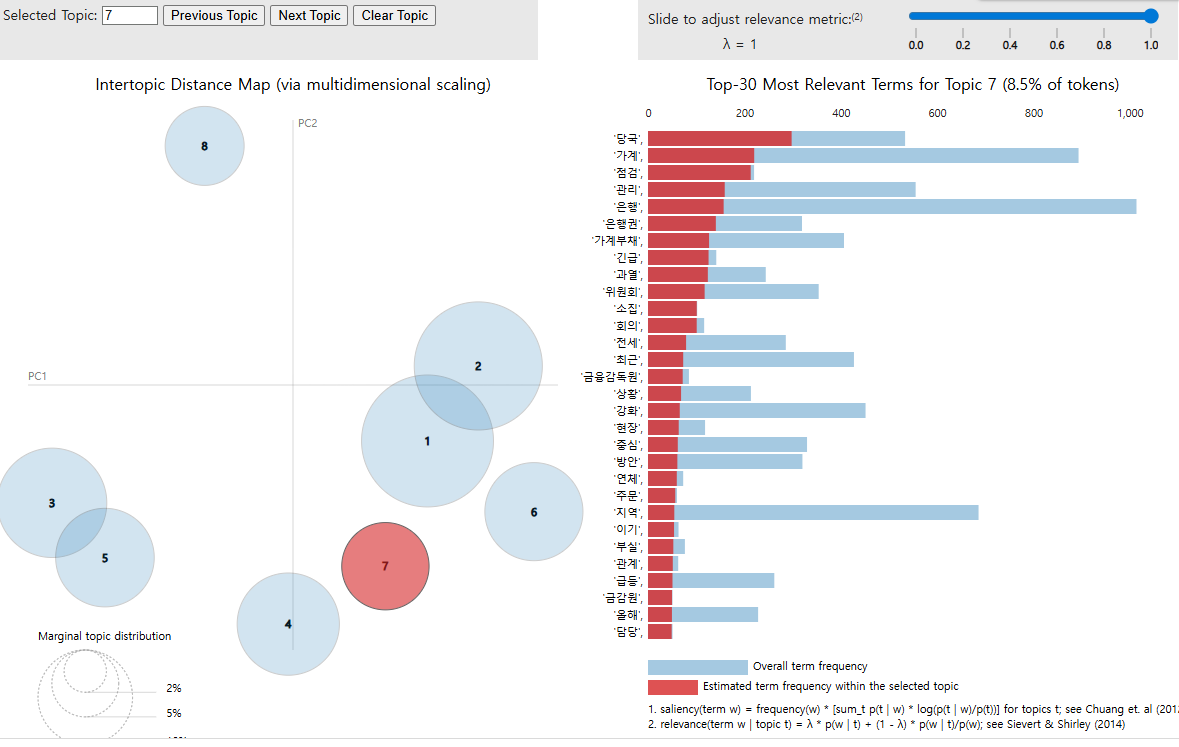 Selected Topic: 7 Previous Topic Next Topic Clear Topic
Slide to adjust relevance metric:(2)
λ = 1
0.0 0.2 0.4 0.6 0.8 1.0
Intertopic Distance Map (via multidimensional scaling)
PC2
PC1
8
2
1
3
6
5
7
4
Marginal topic distribution
2%
5%
Top-30 Most Relevant Terms for Topic 7 (8.5% of tokens)
0 200 400 600 800 1,000
'당국',
'가계',
'점검',
'관리',
'은행',
'은행권',
'가계부채',
'긴급',
'과열',
'위원회',
'소집',
'회의',
'전세',
'최근',
'금융감독원',
'상황',
'강화',
'현장',
'중심',
'방안',
'연체',
'주문',
'지역',
'이기',
'부실',
'관계',
'급등',
'금감원',
'올해',
'담당',
Overall term frequency
Estimated term frequency within the selected topic
1. saliency(term w) = frequency(w) * [sum_t p(t | w) * log(p(t | w)/p(t))] for topics t; see Chuang et. al (201
2. relevance(term w | topic t) = λ * p(w | t) + (1 - λ) * p(w | t)/p(w); see Sievert & Shirley (2014)